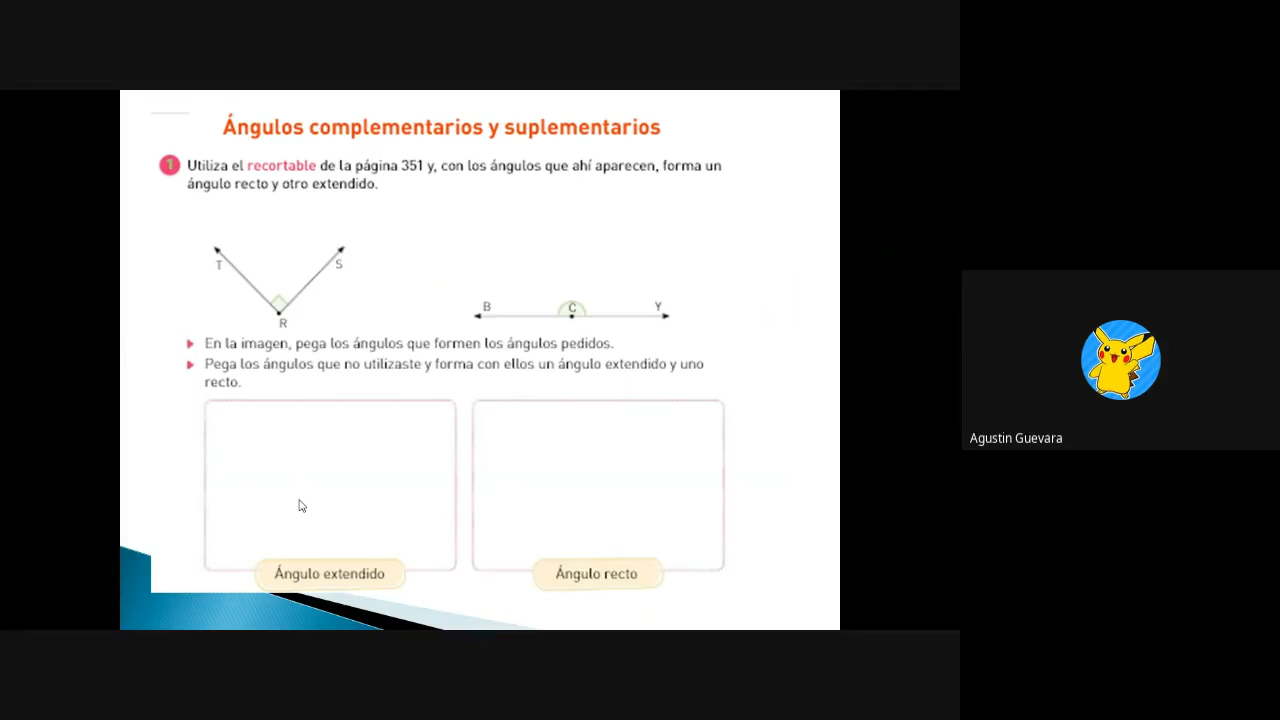 Ángulos complementarios y suplementarios
1 Utiliza el recortable de la página 351 y, con los ángulos que ahí aparecen, forma un
ángulo recto y otro extendido.
T
S
R
B
C
Y
En la imagen, pega los ángulos que formen los ángulos pedidos.
Pega los ángulos que no utilizaste y forma con ellos un ángulo extendido y uno
recto.
Ángulo extendido
Ángulo recto
Agustin Guevara